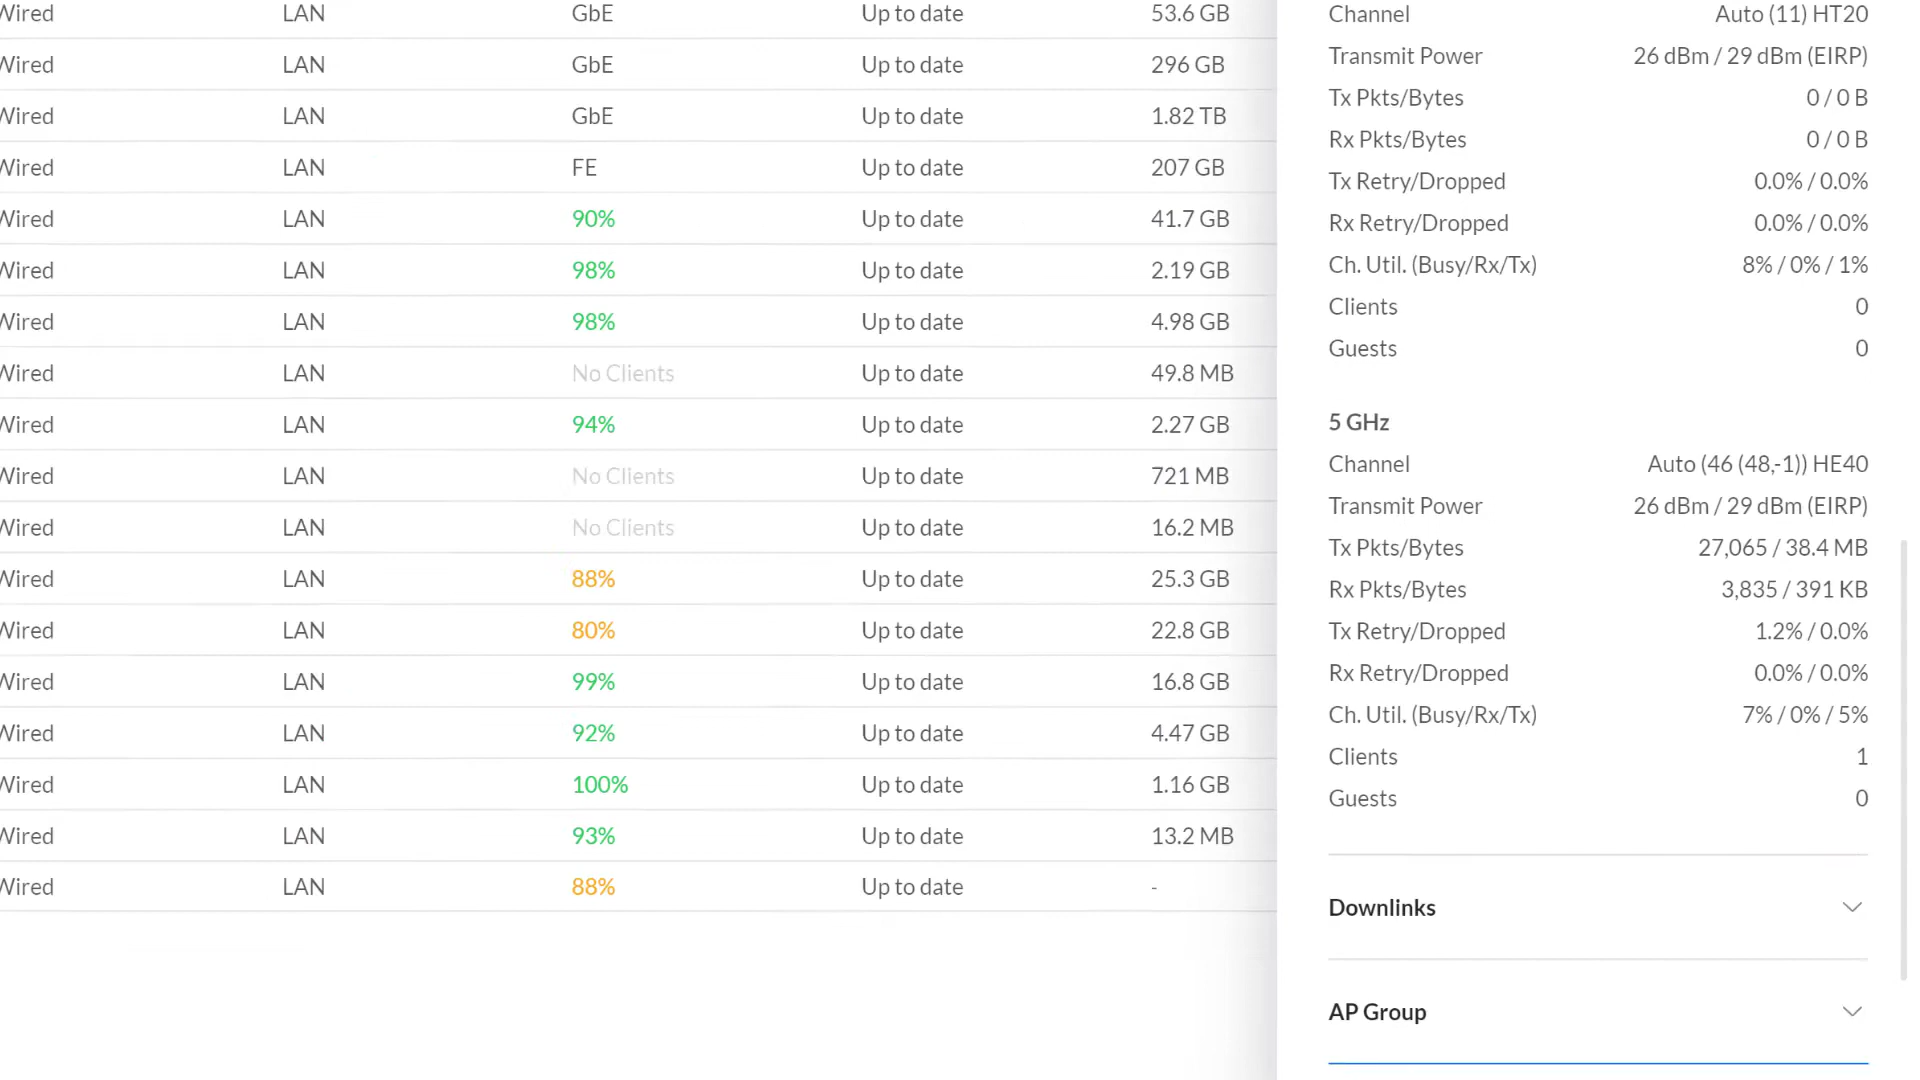 Wired LAN GbE Up to date 53.6 GB
Wired LAN GbE Up to date 296 GB
Wired LAN GbE Up to date 1.82 TB
Wired LAN FE Up to date 207 GB
Wired LAN 90% Up to date 41.7 GB
Wired LAN 98% Up to date 2.19 GB
Wired LAN 98% Up to date 4.98 GB
Wired LAN No Clients Up to date 49.8 MB
Wired LAN 94% Up to date 2.27 GB
Wired LAN No Clients Up to date 721 MB
Wired LAN No Clients Up to date 16.2 MB
Wired LAN 88% Up to date 25.3 GB
Wired LAN 80% Up to date 22.8 GB
Wired LAN 99% Up to date 16.8 GB
Wired LAN 92% Up to date 4.47 GB
Wired LAN 100% Up to date 1.16 GB
Wired LAN 93% Up to date 13.2 MB
Wired LAN 88% Up to date -
Channel Auto (11) HT20
Transmit Power 26 dBm / 29 dBm (EIRP)
Tx Pkts/Bytes 0 / 0 B
Rx Pkts/Bytes 0 / 0 B
Tx Retry/Dropped 0.0% / 0.0%
Rx Retry/Dropped 0.0% / 0.0%
Ch. Util. (Busy/Rx/Tx) 8% / 0% / 1%
Clients 0
Guests 0
5 GHz
Channel Auto (46 (48,-1)) HE40
Transmit Power 26 dBm / 29 dBm (EIRP)
Tx Pkts/Bytes 27,065 / 38.4 MB
Rx Pkts/Bytes 3,835 / 391 KB
Tx Retry/Dropped 1.2% / 0.0%
Rx Retry/Dropped 0.0% / 0.0%
Ch. Util. (Busy/Rx/Tx) 7% / 0% / 5%
Clients 1
Guests 0
Downlinks
AP Group